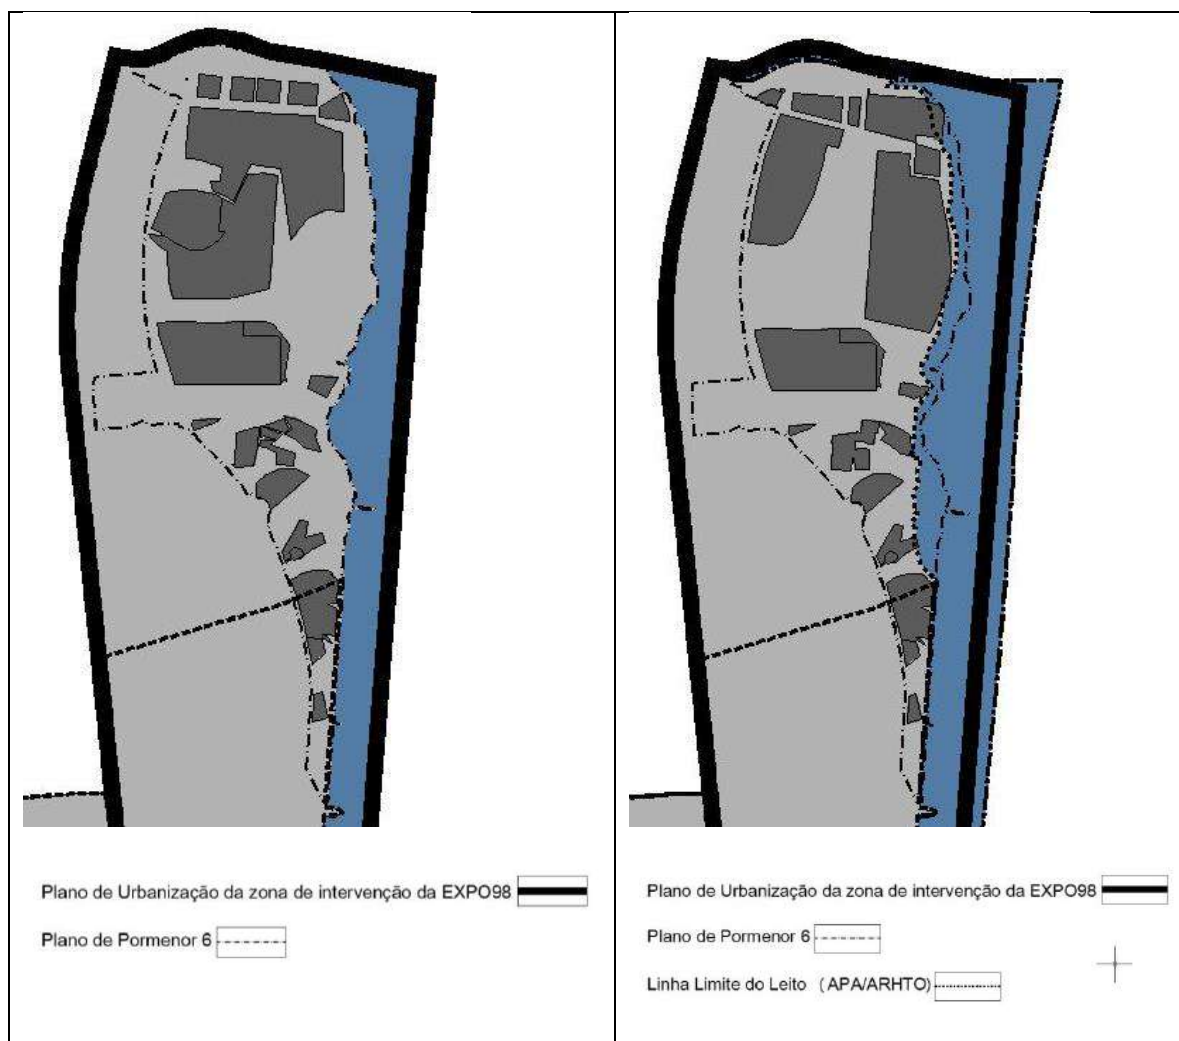 Plano de Urbanização da zona de intervenção da EXPO98
Plano de Pormenor 6
Plano de Urbanização da zona de intervenção da EXPO98
Plano de Pormenor 6
Linha Limite do Leito (APA/ARHTO)